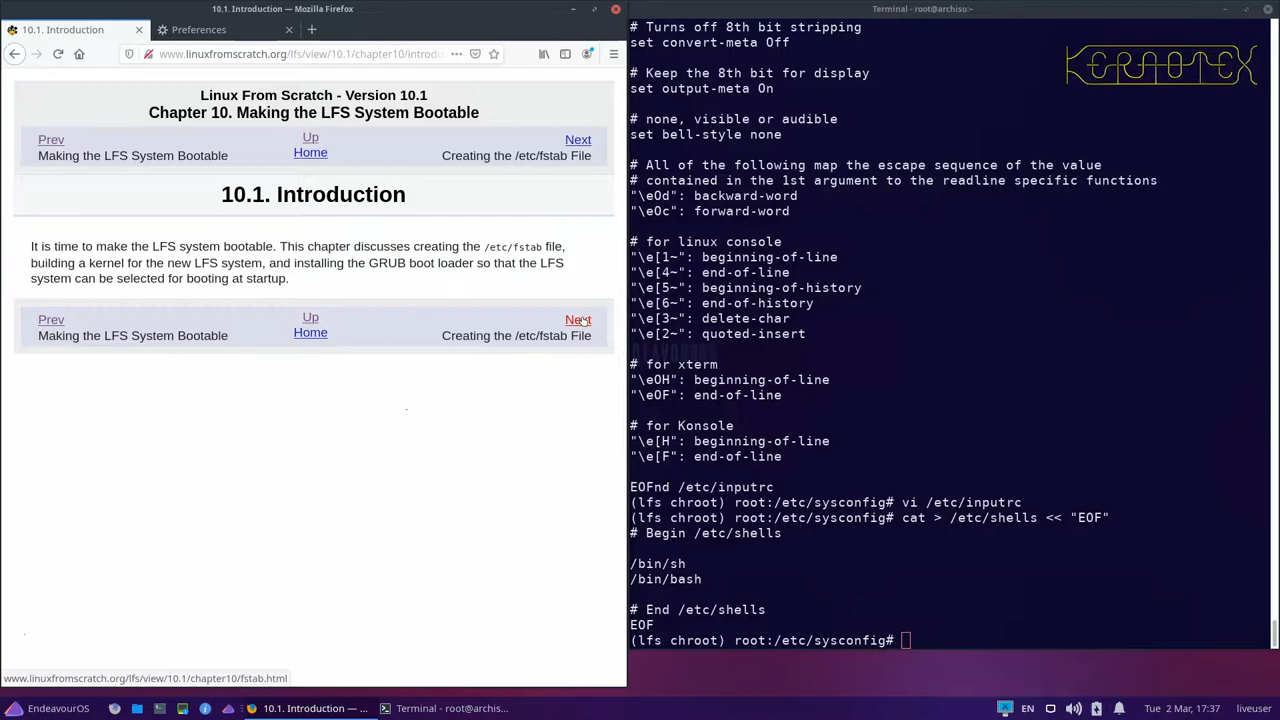 10.1. Introduction — Mozilla Firefox
10.1. Introduction
Preferences
www.linuxfromscratch.org/lfs/view/10.1/chapter10/introdu
Linux From Scratch - Version 10.1
Chapter 10. Making the LFS System Bootable
Prev
Up
Next
Making the LFS System Bootable
Home
Creating the /etc/fstab File
10.1. Introduction
It is time to make the LFS system bootable. This chapter discusses creating the /etc/fstab file,
building a kernel for the new LFS system, and installing the GRUB boot loader so that the LFS
system can be selected for booting at startup.
Prev
Up
Next
Making the LFS System Bootable
Home
Creating the /etc/fstab File
www.linuxfromscratch.org/lfs/view/10.1/chapter10/fstab.html
Terminal - root@archiso:~
# Turns off 8th bit stripping
set convert-meta Off
# Keep the 8th bit for display
set output-meta On
# none, visible or audible
set bell-style none
# All of the following map the escape sequence of the value
# contained in the 1st argument to the readline specific functions
"\eOd": backward-word
"\eOc": forward-word
# for linux console
"\e[1~": beginning-of-line
"\e[4~": end-of-line
"\e[5~": beginning-of-history
"\e[6~": end-of-history
"\e[3~": delete-char
"\e[2~": quoted-insert
# for xterm
"\eOH": beginning-of-line
"\eOF": end-of-line
# for Konsole
"\e[H": beginning-of-line
"\e[F": end-of-line
EOFnd /etc/inputrc
(lfs chroot) root:/etc/sysconfig# vi /etc/inputrc
(lfs chroot) root:/etc/sysconfig# cat > /etc/shells << "EOF"
# Begin /etc/shells
/bin/sh
/bin/bash
# End /etc/shells
EOF
(lfs chroot) root:/etc/sysconfig#
KERNOTEX
EndeavourOS
10.1. Introduction — ...
Terminal - root@archis...
EN
Tue 2 Mar, 17:37
liveuser